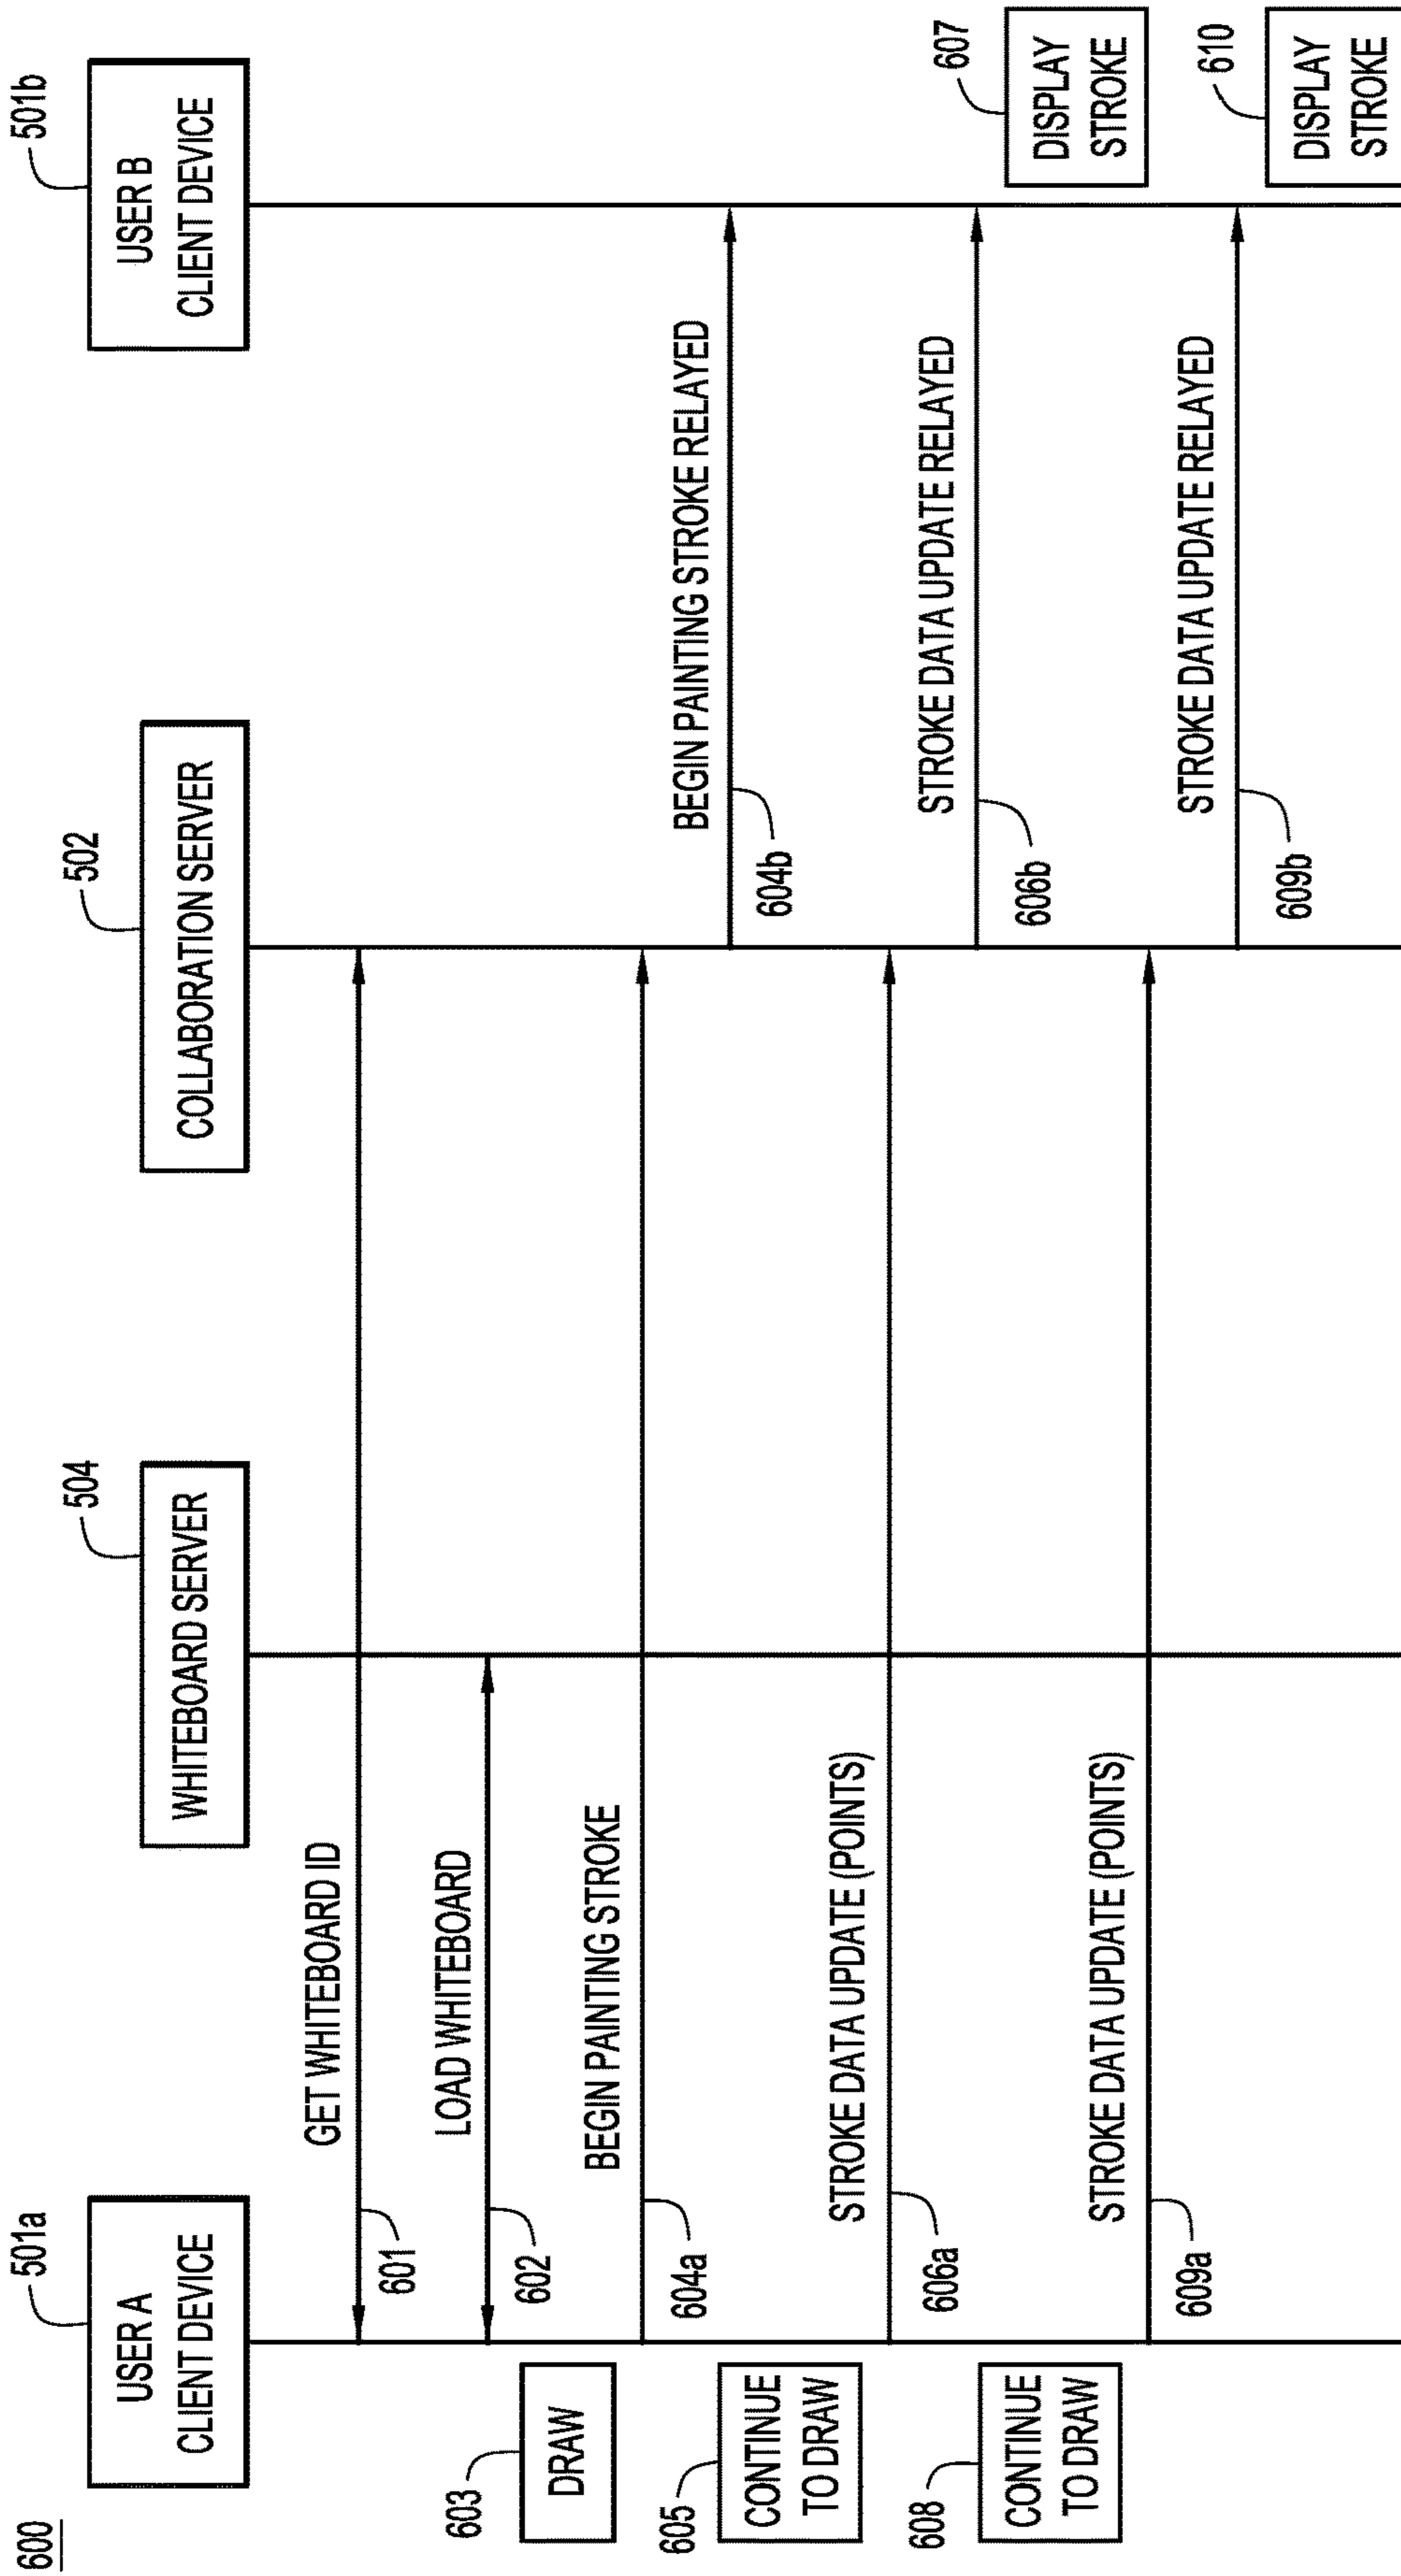 600
501a
USER A
CLIENT DEVICE
504
WHITEBOARD SERVER
502
COLLABORATION SERVER
501b
USER B
CLIENT DEVICE
GET WHITEBOARD ID
601
LOAD WHITEBOARD
602
603
DRAW
BEGIN PAINTING STROKE
604a
BEGIN PAINTING STROKE RELAYED
604b
605
CONTINUE
TO DRAW
STROKE DATA UPDATE (POINTS)
606a
STROKE DATA UPDATE RELAYED
606b
607
DISPLAY
STROKE
608
CONTINUE
TO DRAW
STROKE DATA UPDATE (POINTS)
609a
STROKE DATA UPDATE RELAYED
609b
610
DISPLAY
STROKE